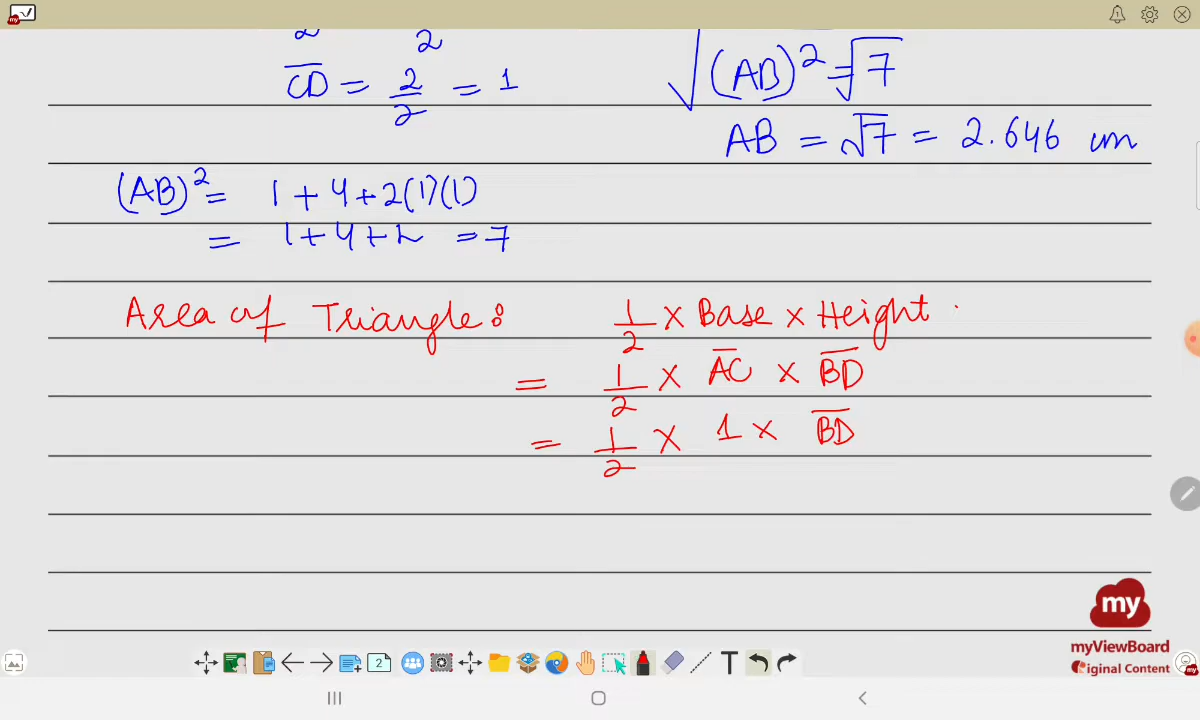 2 2
CD = 2/2 = 1
√(AB)² = √7
AB = √7 = 2.646 cm
(AB)² = 1 + 4 + 2(1)(1)
= 1 + 4 + 2 = 7
Area of Triangle: 1/2 × Base × Height
= 1/2 × AC × BD
= 1/2 × 1 × BD
my
myViewBoard
Original Content